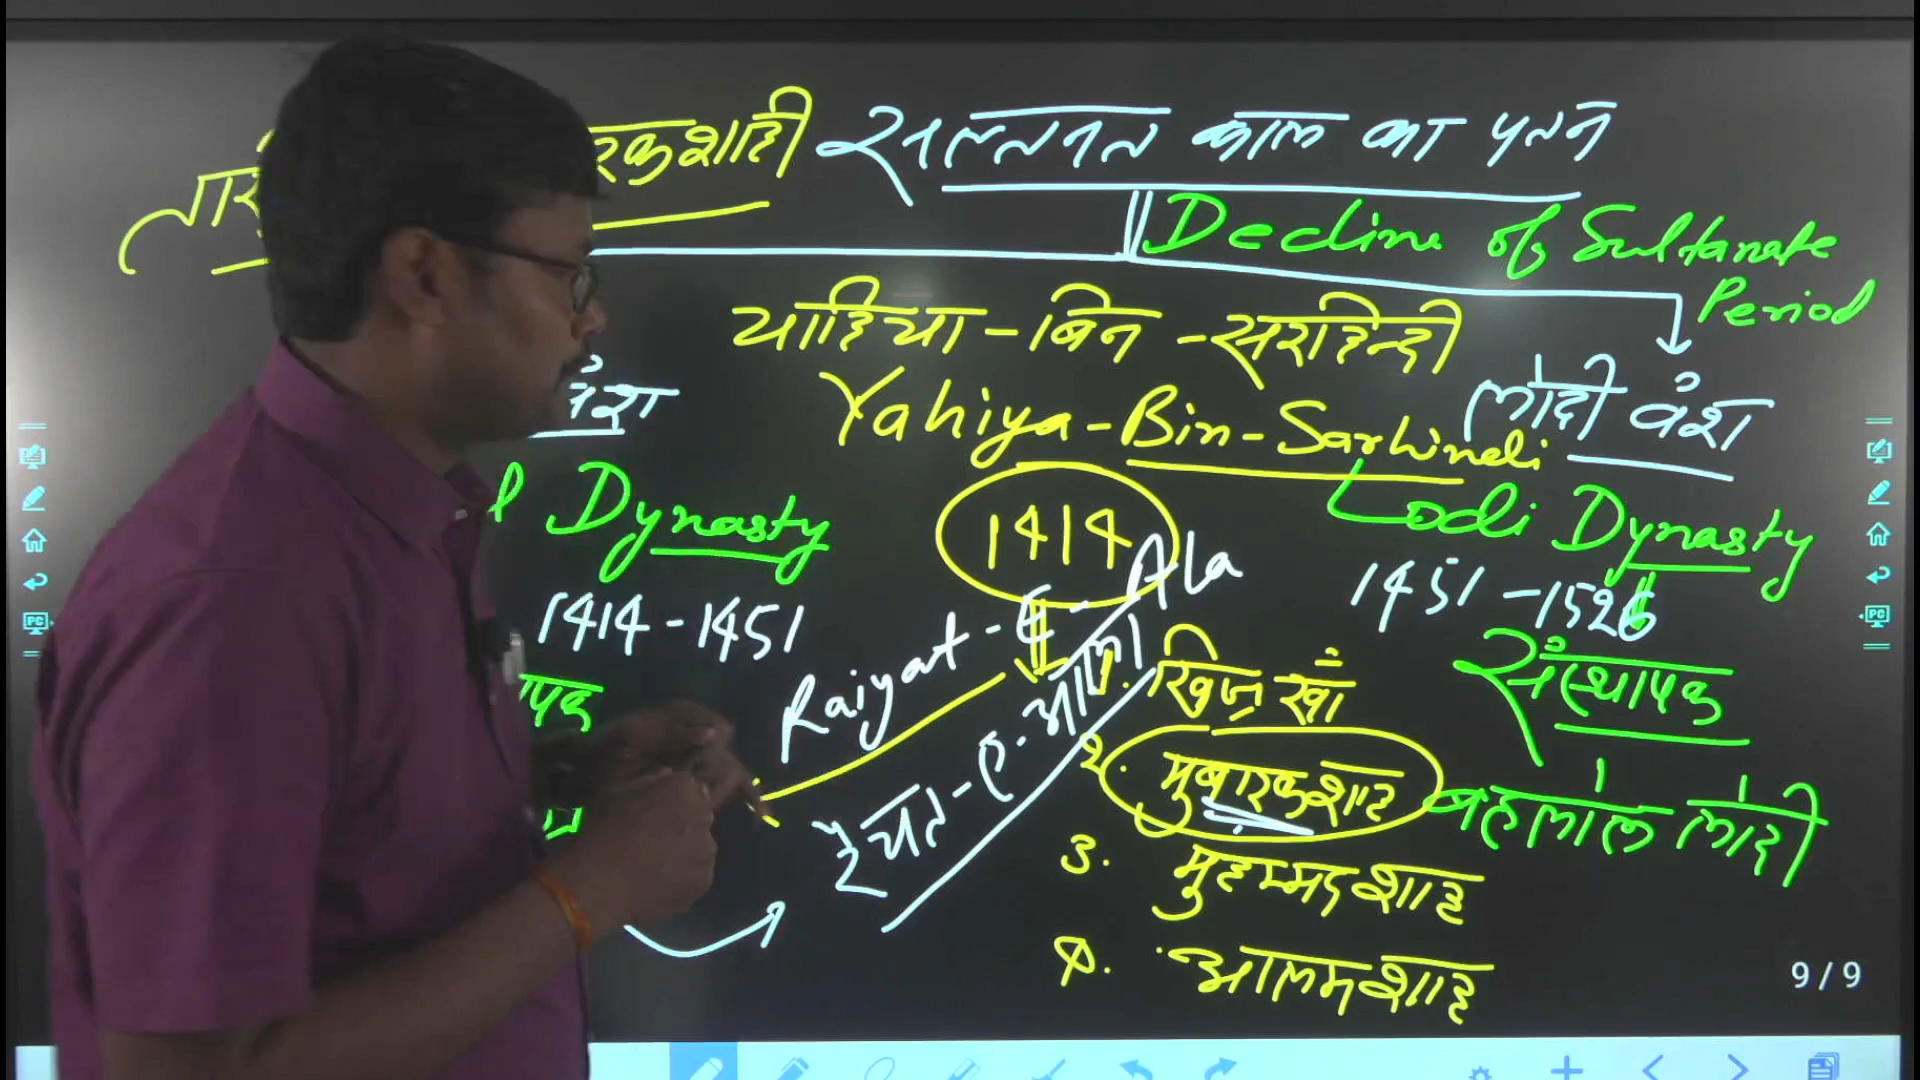 सल्तनत काल का पतन
Decline of Sultanate
Period
याहिया-बिन-सरहिन्दी
Yahiya-Bin-Sarhindi
लोदी वंश
Dynasty
1414
Lodi Dynasty
1414-1451
1451-1526
Raiyat-E-Ala
रैयत-ए-आला
1. खिज्र खाँ
2. मुबारकशाह
3. मुहम्मदशाह
4. आलमशाह
संस्थापक
बहलोल लोदी
9/9